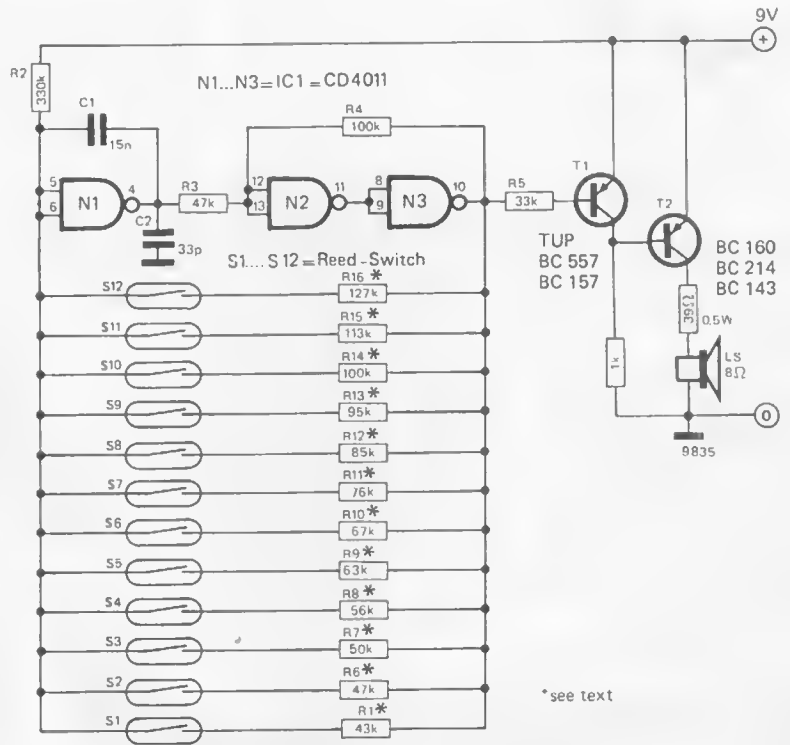 9V
+
R2
330k
N1...N3=IC1=CD4011
C1
15n
R4
100k
5
6
N1
4
C2
33p
R3
47k
12
13
N2
11
8
9
N3
10
R5
33k
T1
TUP
BC 557
BC 157
T2
BC 160
BC 214
BC 143
S1....S12=Reed-Switch
S12
R16*
127k
S11
R15*
113k
S10
R14*
100k
S9
R13*
95k
S8
R12*
85k
S7
R11*
76k
S6
R10*
67k
S5
R9*
63k
S4
R8*
56k
S3
R7*
50k
S2
R6*
47k
S1
R1*
43k
39Ω
0.5W
1k
LS
8Ω
0
9835
*see text